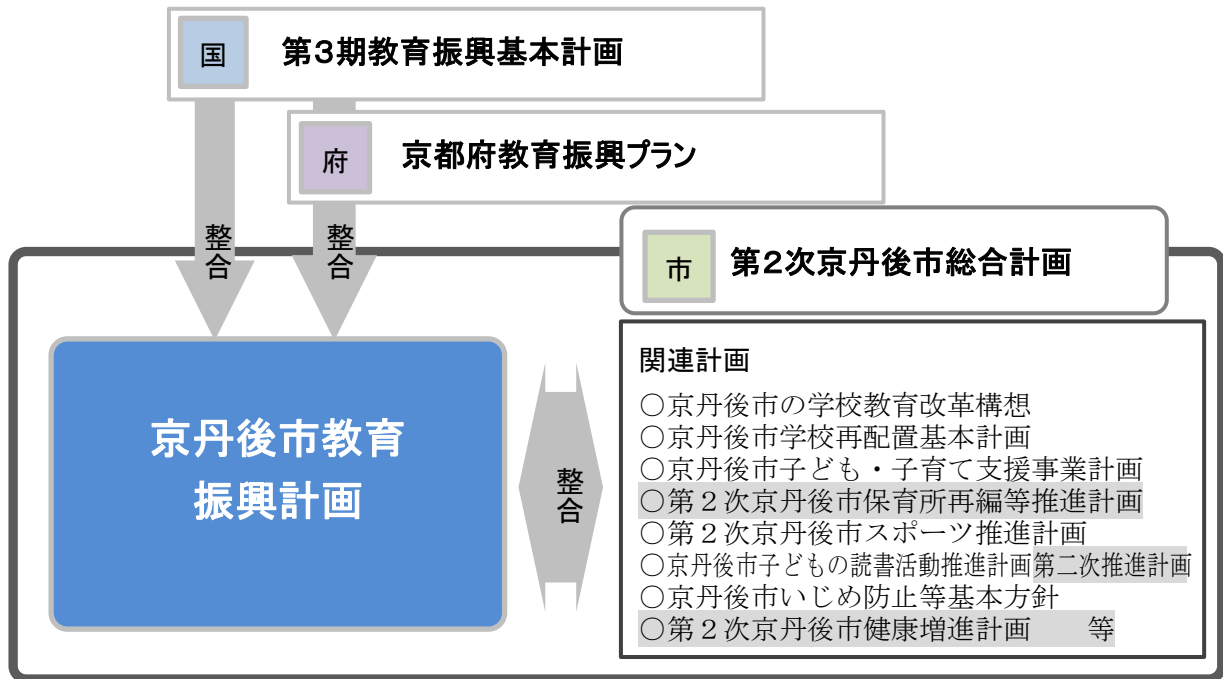 国 第3期教育振興基本計画
府 京都府教育振興プラン
整合
整合
市 第2次京丹後市総合計画
京丹後市教育
振興計画
整合
関連計画
○京丹後市の学校教育改革構想
○京丹後市学校再配置基本計画
○京丹後市子ども・子育て支援事業計画
○第２次京丹後市保育所再編等推進計画
○第２次京丹後市スポーツ推進計画
○京丹後市子どもの読書活動推進計画第二次推進計画
○京丹後市いじめ防止等基本方針
○第２次京丹後市健康増進計画　　等